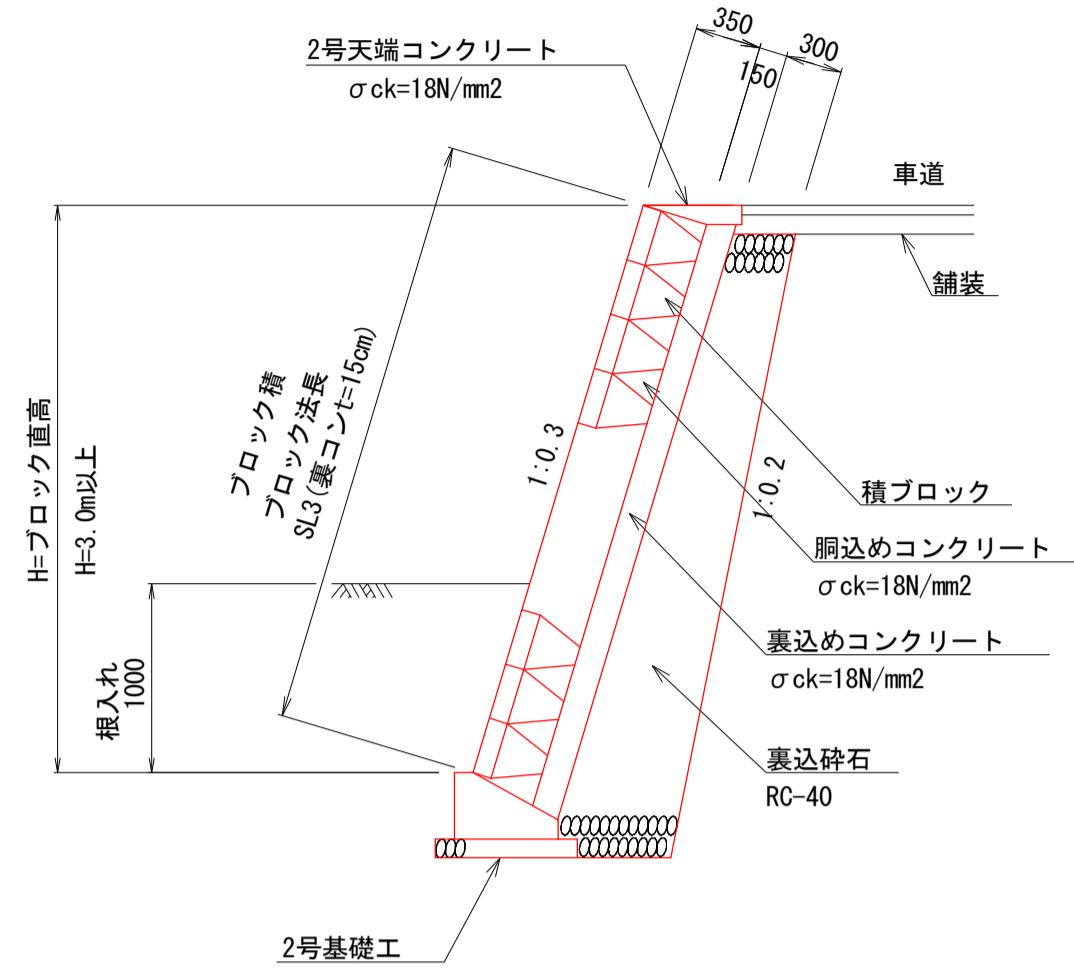 350
150
300
2号天端コンクリート
σck=18N/mm2
車道
舗装
ブロック積
ブロック法長
SL3(裏コンt=15cm)
H=ブロック直高
H=3.0m以上
1:0.3
1:0.2
積ブロック
胴込めコンクリート
σck=18N/mm2
裏込めコンクリート
σck=18N/mm2
根入れ
1000
裏込砕石
RC-40
2号基礎工